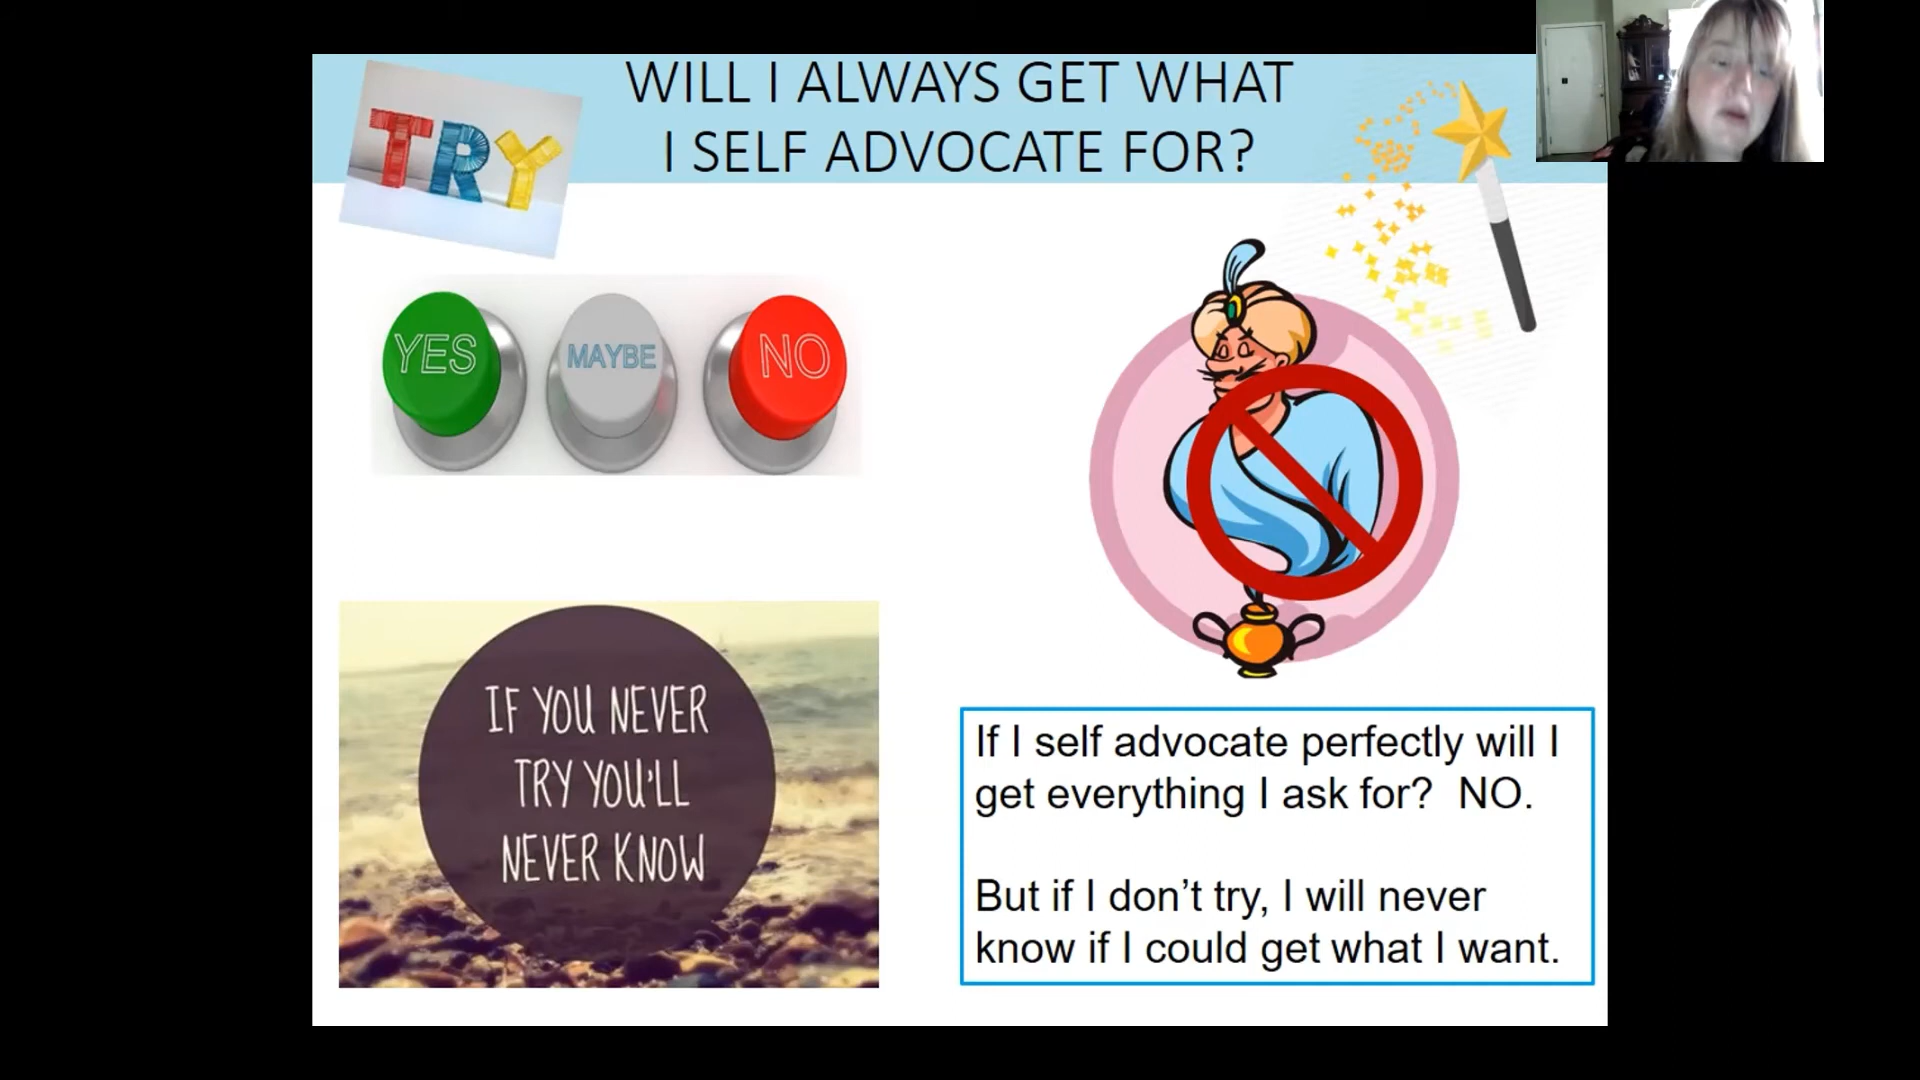 WILL I ALWAYS GET WHAT
I SELF ADVOCATE FOR?
TRY
YES
MAYBE
NO
IF YOU NEVER
TRY YOU'LL
NEVER KNOW
If I self advocate perfectly will I
get everything I ask for?  NO.
But if I don’t try, I will never
know if I could get what I want.